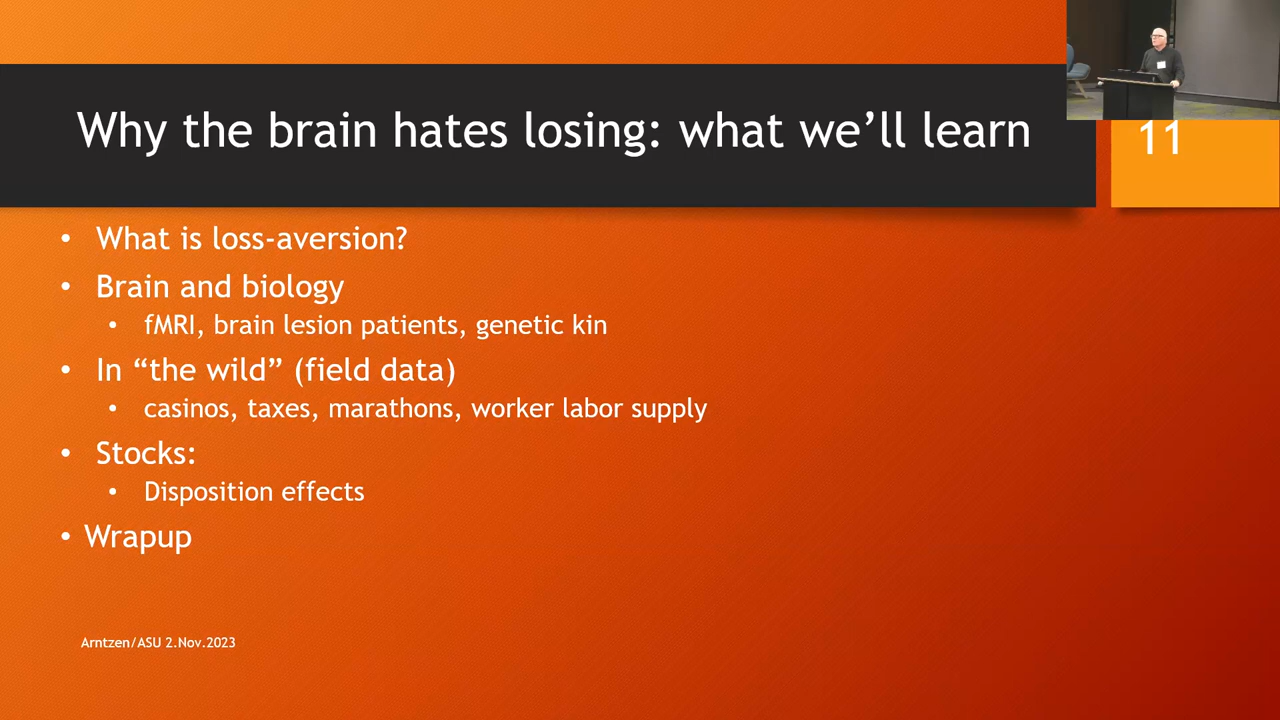 Why the brain hates losing: what we’ll learn
11
• What is loss-aversion?
• Brain and biology
• fMRI, brain lesion patients, genetic kin
• In “the wild” (field data)
• casinos, taxes, marathons, worker labor supply
• Stocks:
• Disposition effects
• Wrapup
Arntzen/ASU 2.Nov.2023